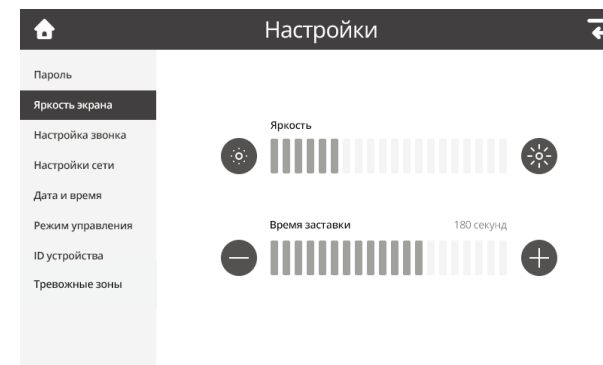 Настройки
Пароль
Яркость экрана
Настройка звонка
Настройки сети
Дата и время
Режим управления
ID устройства
Тревожные зоны
Яркость
Время заставки 180 секунд